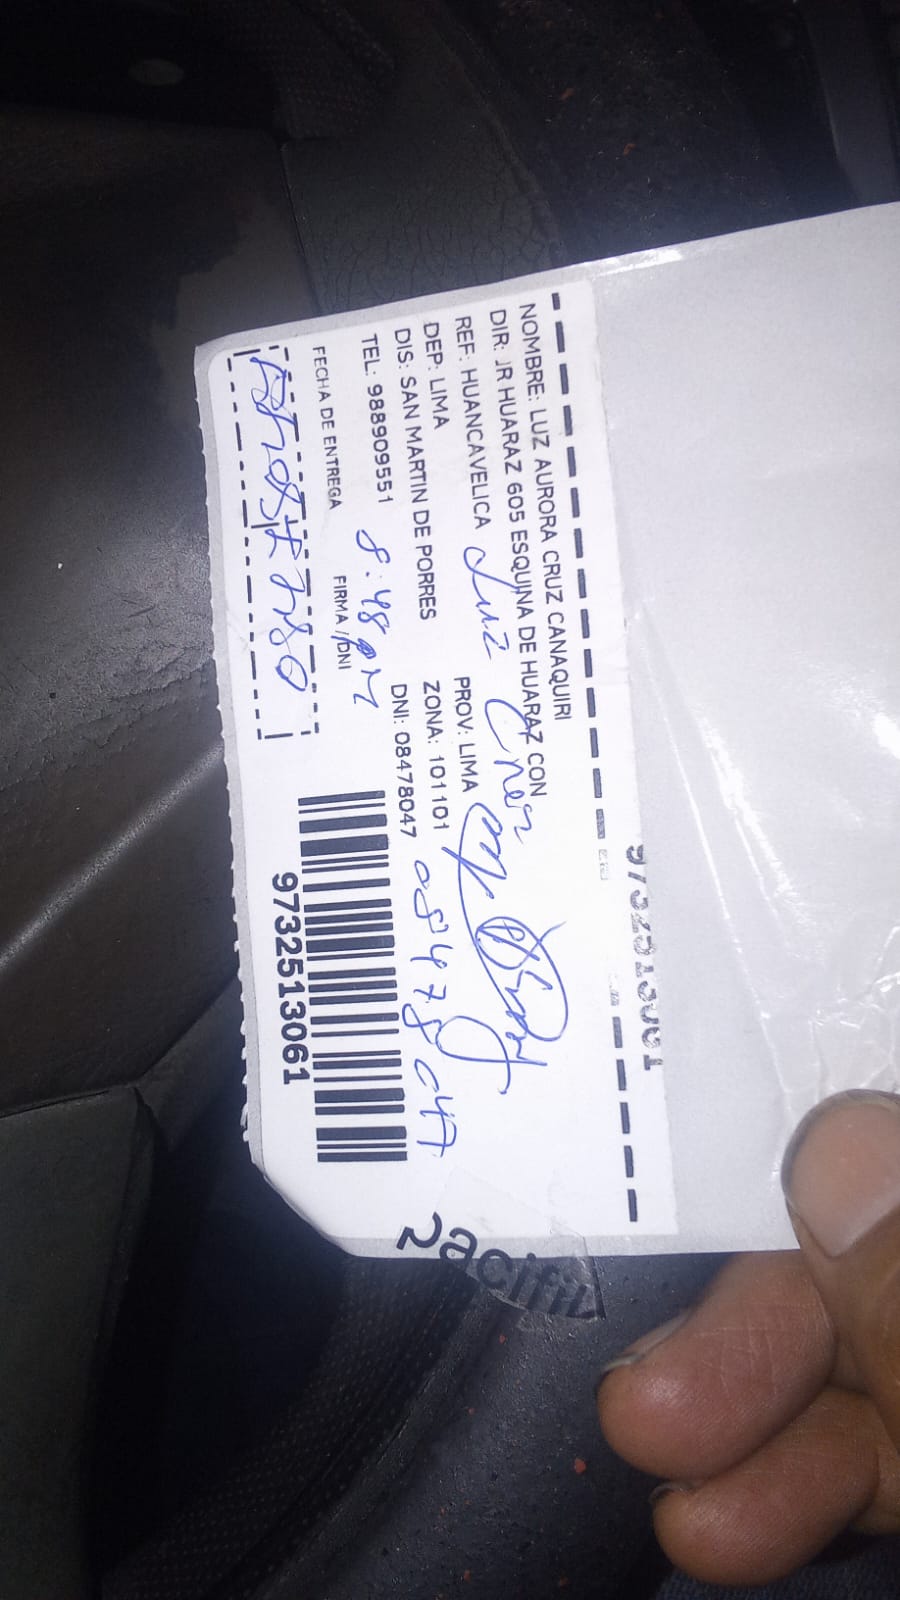 9732513061
NOMBRE: LUZ AURORA CRUZ CANAQUIRI
DIR: JR HUARAZ 605 ESQUINA DE HUARAZ CON
REF: HUANCAVELICA
Luz Cruz
DEP: LIMA PROV: LIMA
DIS: SAN MARTIN DE PORRES ZONA: 101101
TEL: 988909551 DNI: 08478047
08478047
8:48 PM
FECHA DE ENTREGA FIRMA / DNI
9732513061
Pacífi